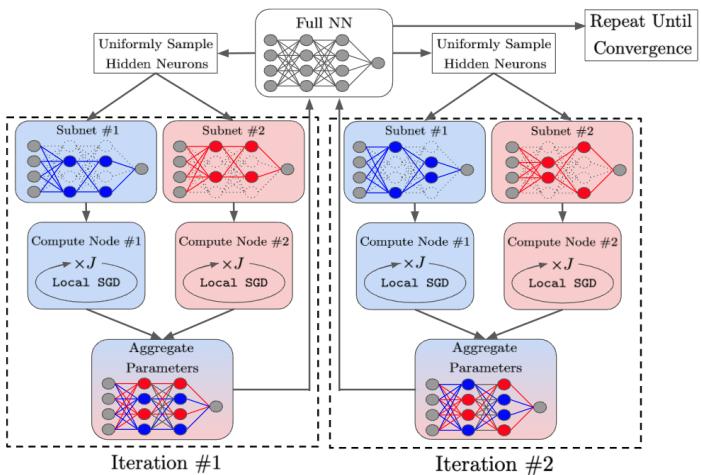 Full NN
Repeat Until
Convergence
Uniformly Sample
Hidden Neurons
Uniformly Sample
Hidden Neurons
Subnet #1
Subnet #2
Compute Node #1
×J
Local SGD
Compute Node #2
×J
Local SGD
Aggregate
Parameters
Iteration #1
Subnet #1
Subnet #2
Compute Node #1
×J
Local SGD
Compute Node #2
×J
Local SGD
Aggregate
Parameters
Iteration #2